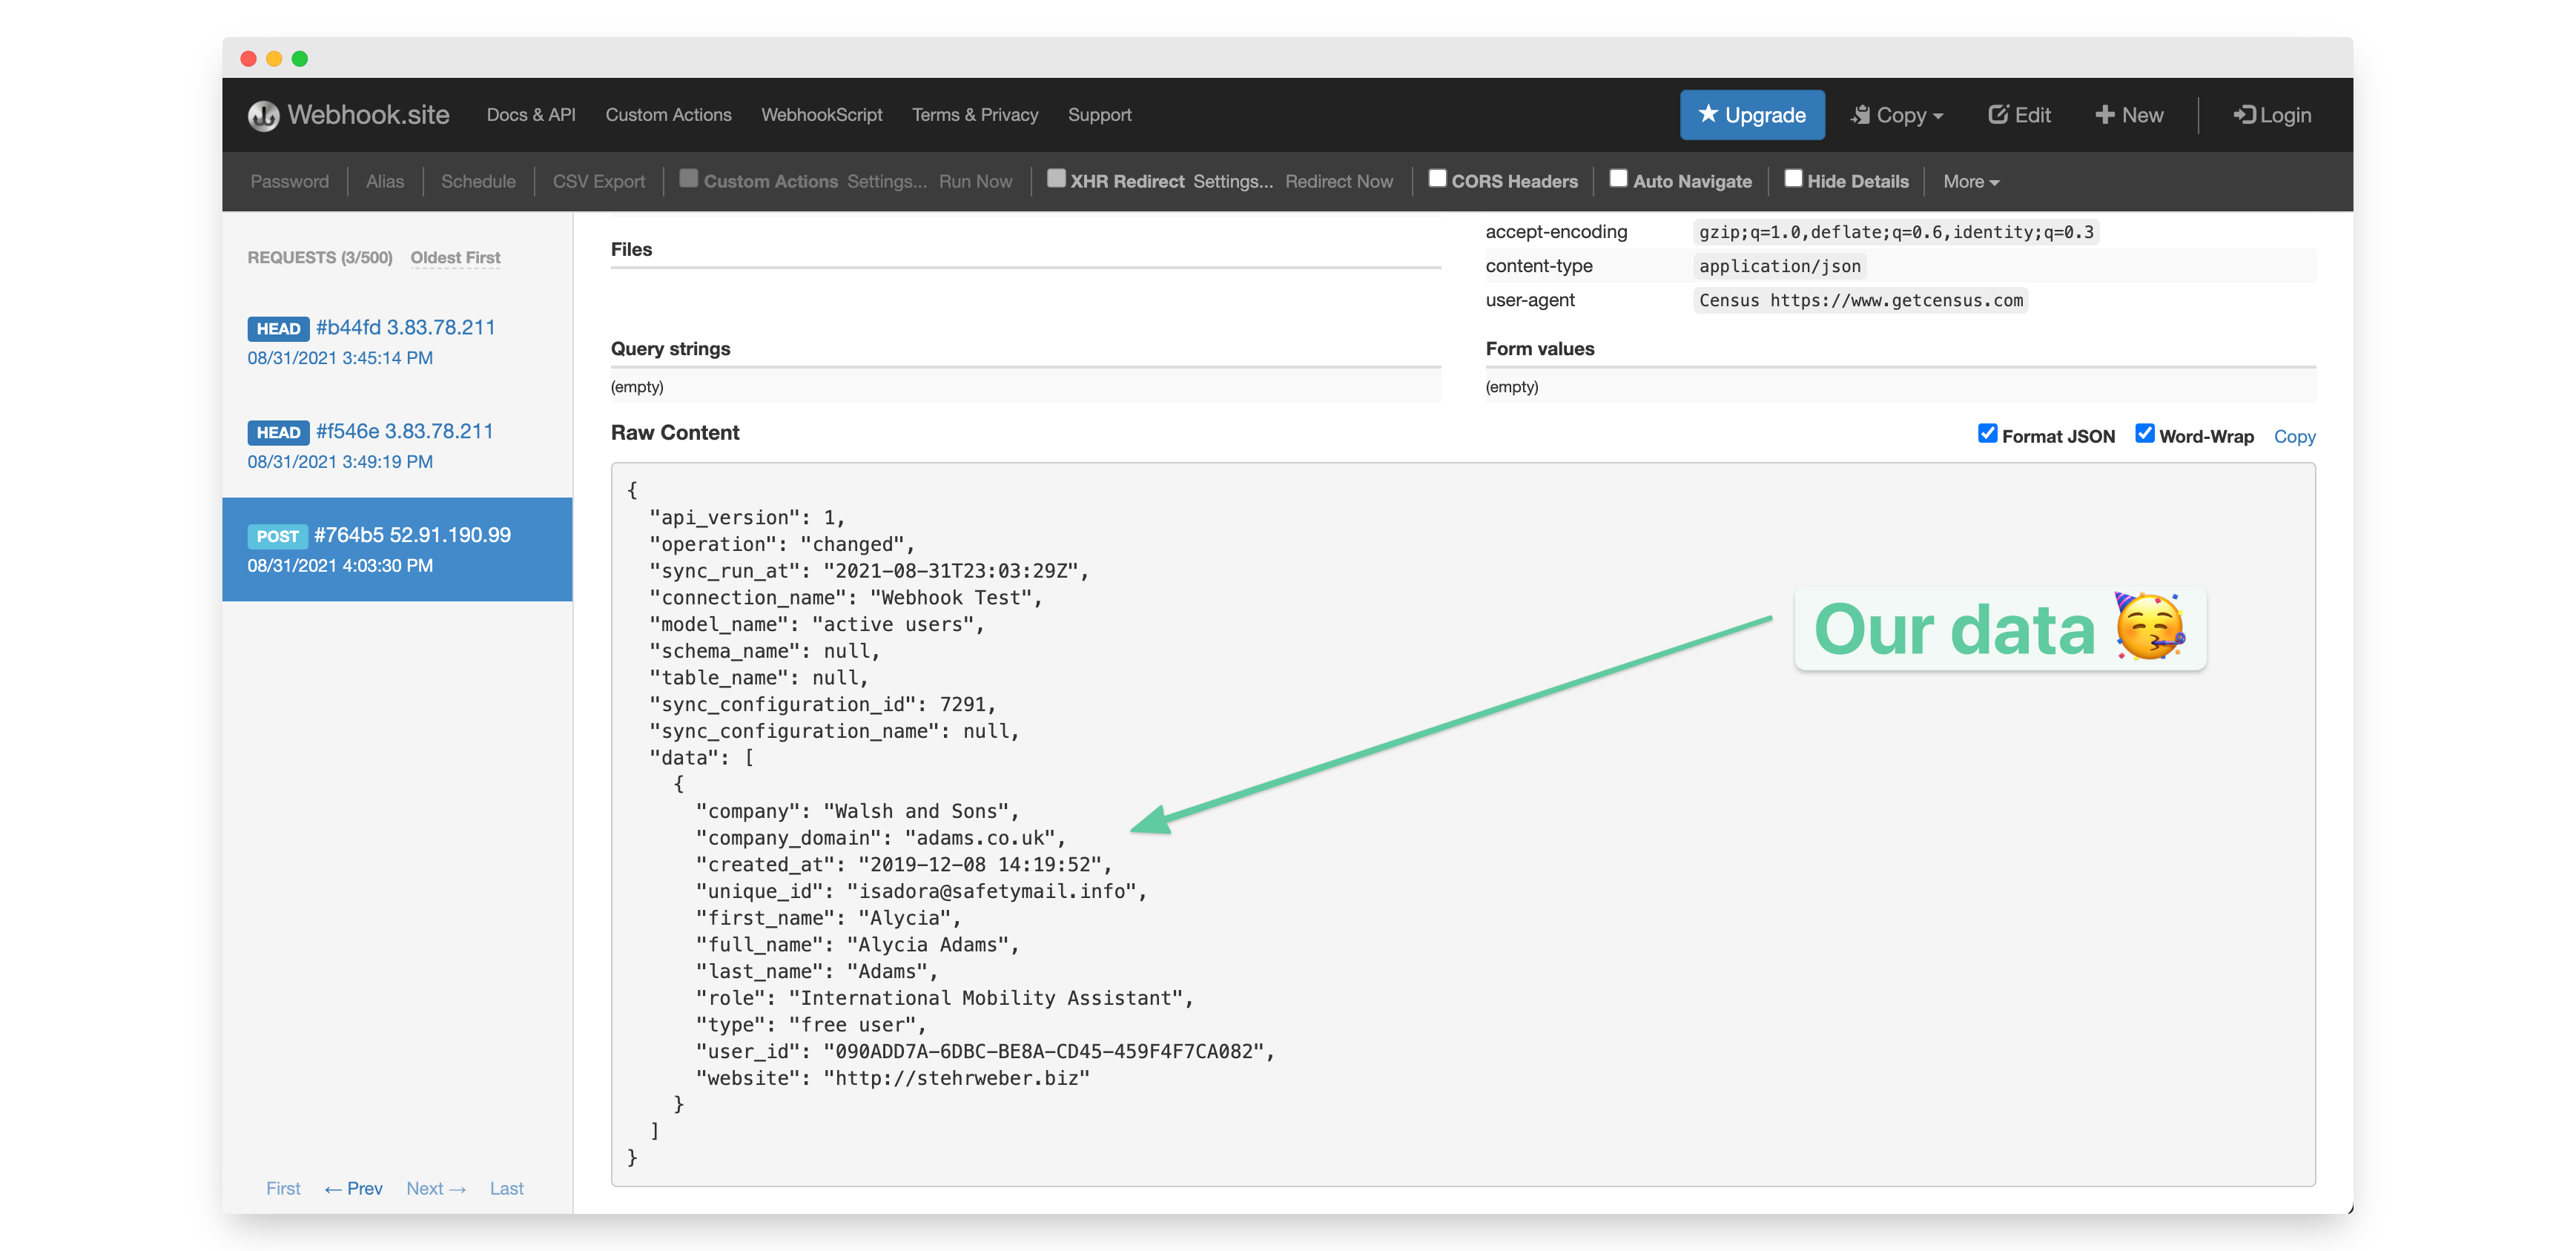 Webhook.site Docs & API Custom Actions WebhookScript Terms & Privacy Support Upgrade Copy Edit New Login
Password Alias Schedule CSV Export Custom Actions Settings... Run Now XHR Redirect Settings... Redirect Now CORS Headers Auto Navigate Hide Details More
REQUESTS (3/500) Oldest First
HEAD #b44fd 3.83.78.211
08/31/2021 3:45:14 PM
HEAD #f546e 3.83.78.211
08/31/2021 3:49:19 PM
POST #764b5 52.91.190.99
08/31/2021 4:03:30 PM
First ← Prev Next → Last
Files
accept-encoding gzip;q=1.0,deflate;q=0.6,identity;q=0.3
content-type application/json
user-agent Census https://www.getcensus.com
Query strings
(empty)
Form values
(empty)
Raw Content
Format JSON Word-Wrap Copy
{
"api_version": 1,
"operation": "changed",
"sync_run_at": "2021-08-31T23:03:29Z",
"connection_name": "Webhook Test",
"model_name": "active users",
"schema_name": null,
"table_name": null,
"sync_configuration_id": 7291,
"sync_configuration_name": null,
"data": [
{
"company": "Walsh and Sons",
"company_domain": "adams.co.uk",
"created_at": "2019-12-08 14:19:52",
"unique_id": "isadora@safetymail.info",
"first_name": "Alycia",
"full_name": "Alycia Adams",
"last_name": "Adams",
"role": "International Mobility Assistant",
"type": "free user",
"user_id": "090ADD7A-6DBC-BE8A-CD45-459F4F7CA082",
"website": "http://stehrweber.biz"
}
]
}
Our data 🥳